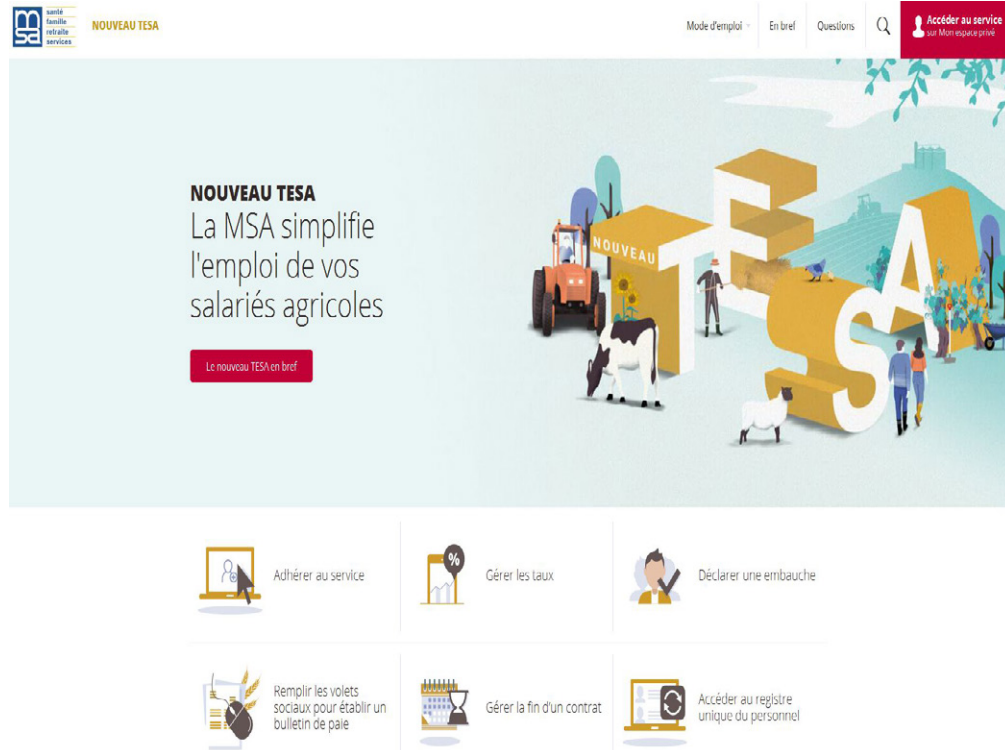 msa
santé
famille
retraite
services
NOUVEAU TESA
Mode d'emploi
En bref
Questions
Accéder au service
sur Mon espace privé
NOUVEAU TESA
La MSA simplifie
l'emploi de vos
salariés agricoles
Le nouveau TESA en bref
NOUVEAU
TESA
Adhérer au service
%
Gérer les taux
Déclarer une embauche
Remplir les volets
sociaux pour établir un
bulletin de paie
Gérer la fin d'un contrat
Accéder au registre
unique du personnel